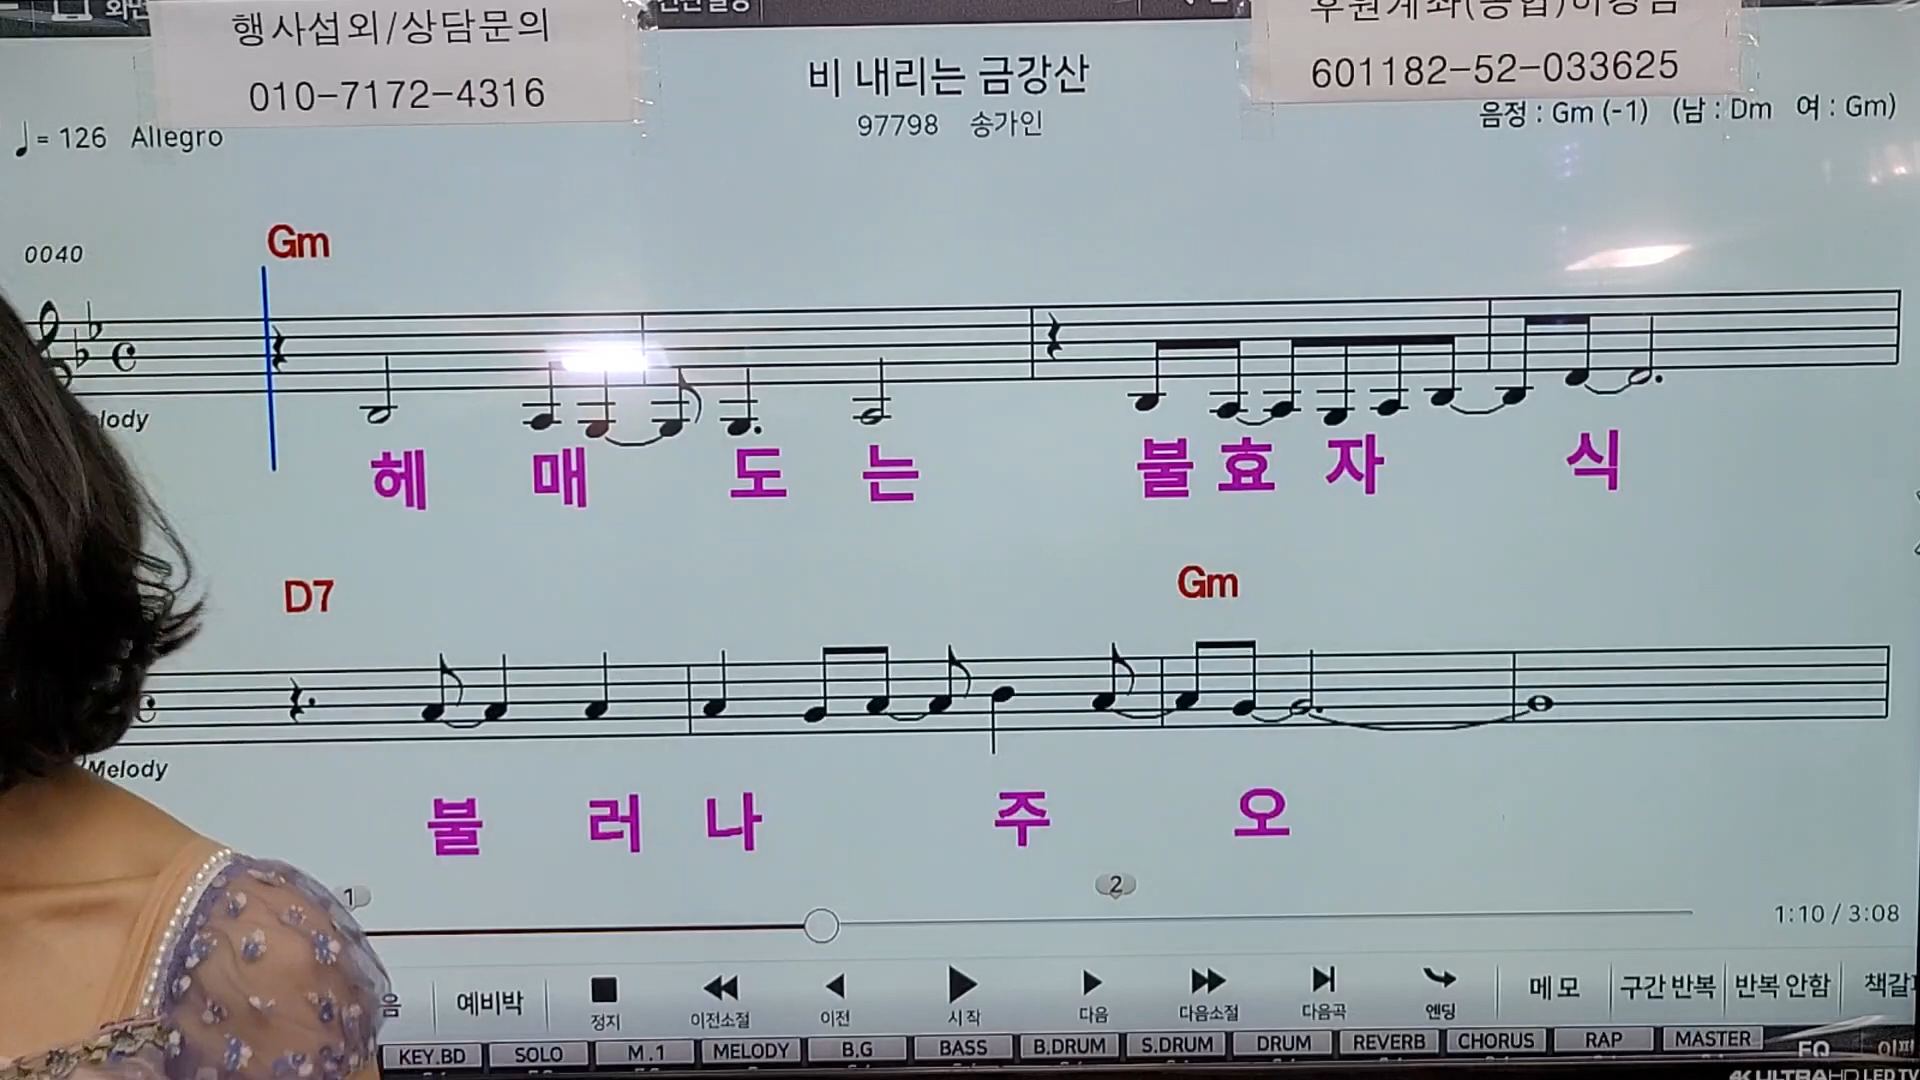 행사섭외/상담문의
010-7172-4316
601182-52-033625
비 내리는 금강산
97798 송가인
♩= 126 Allegro
음정 : Gm (-1) (남 : Dm 여 : Gm)
Gm
0040
헤 매 도 는 불 효 자 식
D7 Gm
Melody
불 러 나 주 오
1 2
1:10 / 3:08
예비박 정지 이전소절 이전 시작 다음 다음소절 다음곡 엔딩 메모 구간 반복 반복 안함
KEY.BD SOLO M.1 MELODY B.G BASS B.DRUM S.DRUM DRUM REVERB CHORUS RAP MASTER
4K ULTRA HD LED TV